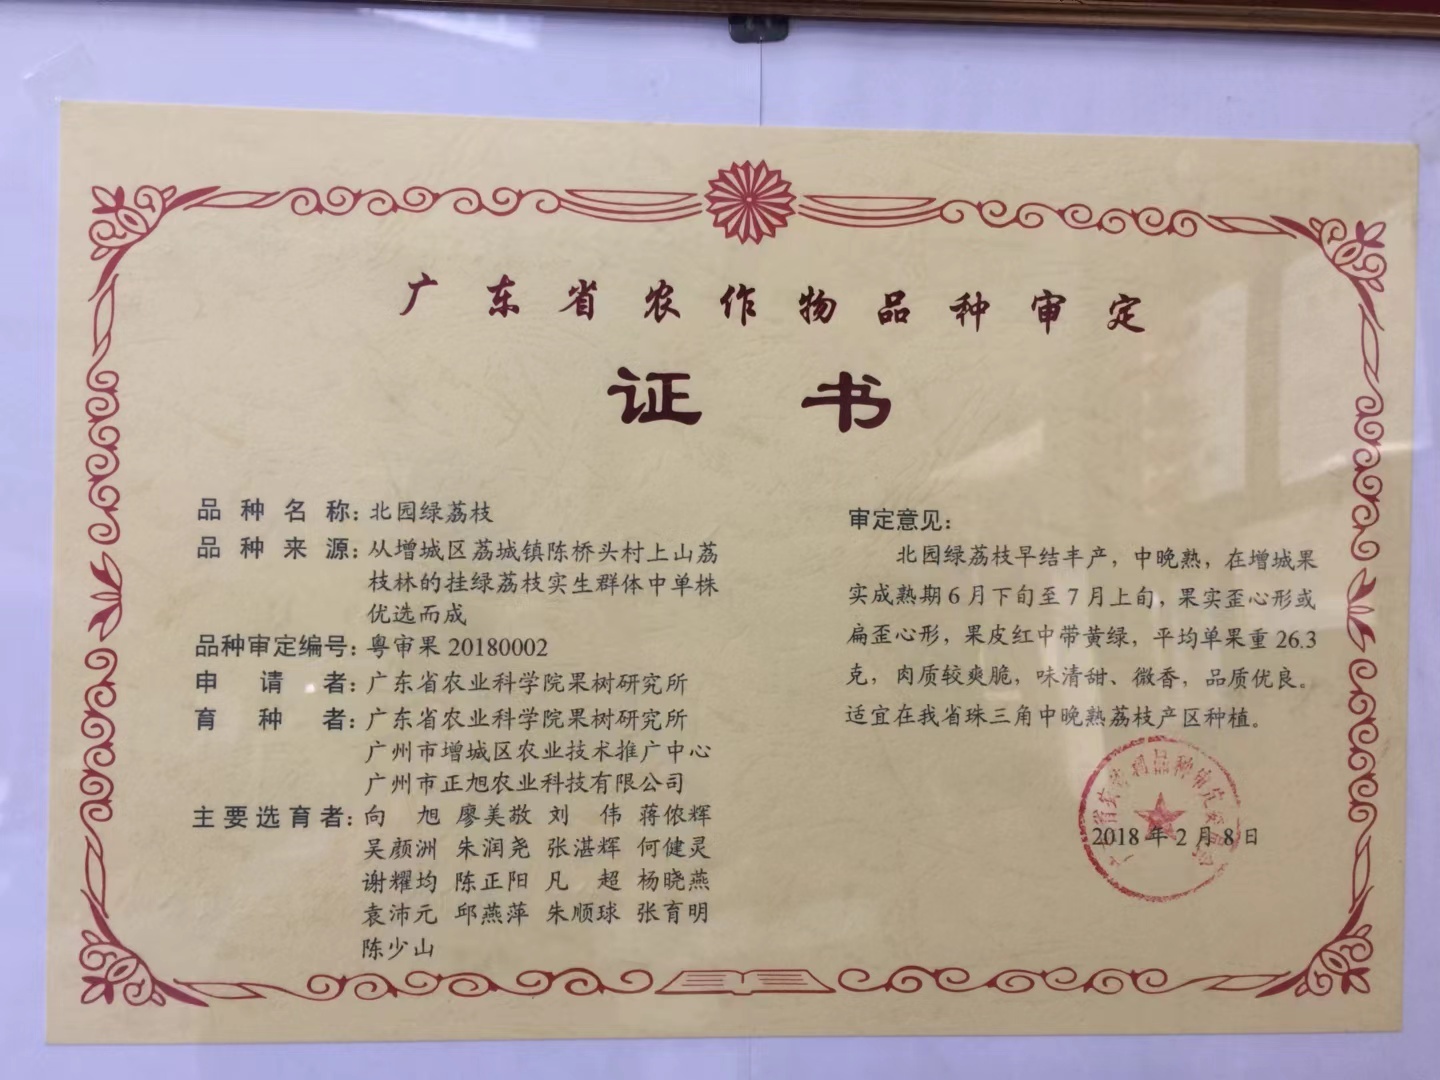 广东省农作物品种审定
证书
品种名称：北园绿荔枝
品种来源：从增城区荔城镇陈桥头村上山荔
枝林的挂绿荔枝实生群体中单株
优选而成
品种审定编号：粤审果 20180002
申请者：广东省农业科学院果树研究所
育种者：广东省农业科学院果树研究所
广州市增城区农业技术推广中心
广州市正旭农业科技有限公司
主要选育者：向 旭 廖美敬 刘 伟 蒋侬辉
吴颜洲 朱润尧 张湛辉 何健灵
谢耀均 陈正阳 凡 超 杨晓燕
袁沛元 邱燕萍 朱顺球 张育明
陈少山
审定意见：
北园绿荔枝早结丰产，中晚熟，在增城果
实成熟期6月下旬至7月上旬，果实歪心形或
扁歪心形，果皮红中带黄绿，平均单果重26.3
克，肉质较爽脆，味清甜、微香，品质优良。
适宜在我省珠三角中晚熟荔枝产区种植。
2018年2月8日